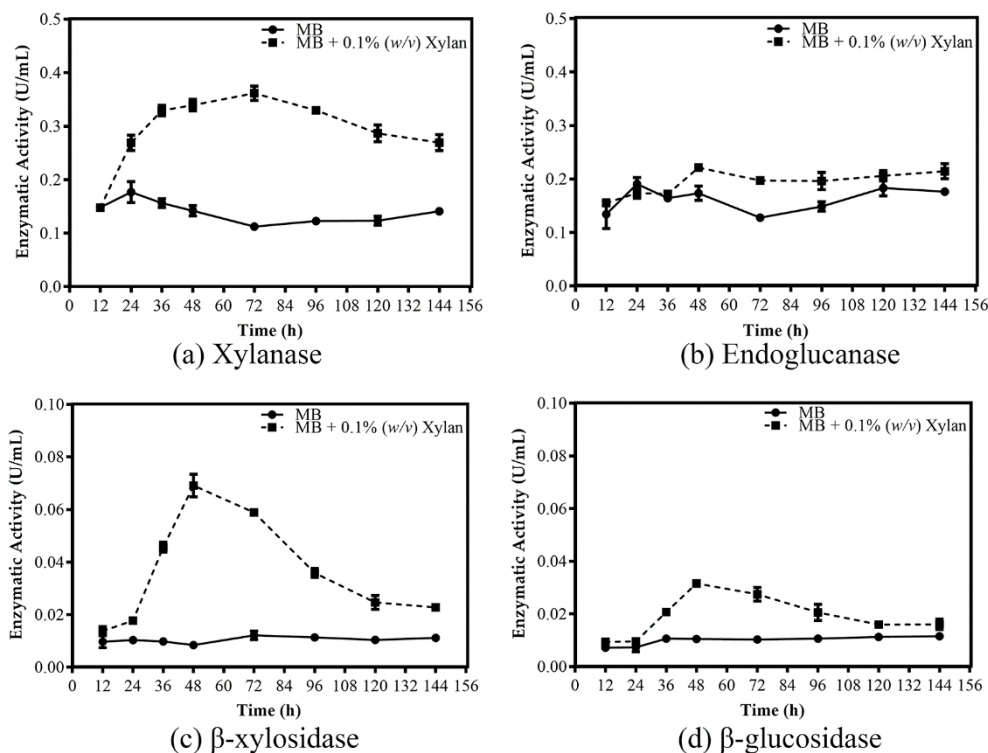 MB
MB + 0.1% (w/v) Xylan
Enzymatic Activity (U/mL)
0.5
0.4
0.3
0.2
0.1
0.0
0 12 24 36 48 60 72 84 96 108 120 132 144 156
Time (h)
(a) Xylanase
MB
MB + 0.1% (w/v) Xylan
Enzymatic Activity (U/mL)
0.5
0.4
0.3
0.2
0.1
0.0
0 12 24 36 48 60 72 84 96 108 120 132 144 156
Time (h)
(b) Endoglucanase
MB
MB + 0.1% (w/v) Xylan
Enzymatic Activity (U/mL)
0.10
0.08
0.06
0.04
0.02
0.00
0 12 24 36 48 60 72 84 96 108 120 132 144 156
Time (h)
(c) β-xylosidase
MB
MB + 0.1% (w/v) Xylan
Enzymatic Activity (U/mL)
0.10
0.08
0.06
0.04
0.02
0.00
0 12 24 36 48 60 72 84 96 108 120 132 144 156
Time (h)
(d) β-glucosidase